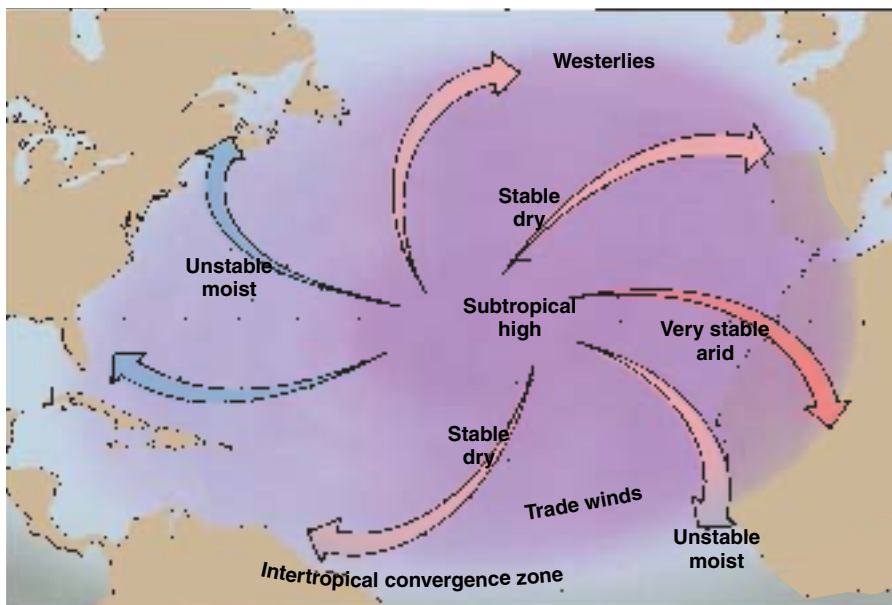 Westerlies
Stable
dry
Unstable
moist
Subtropical
high
Very stable
arid
Stable
dry
Trade winds
Unstable
moist
Intertropical convergence zone